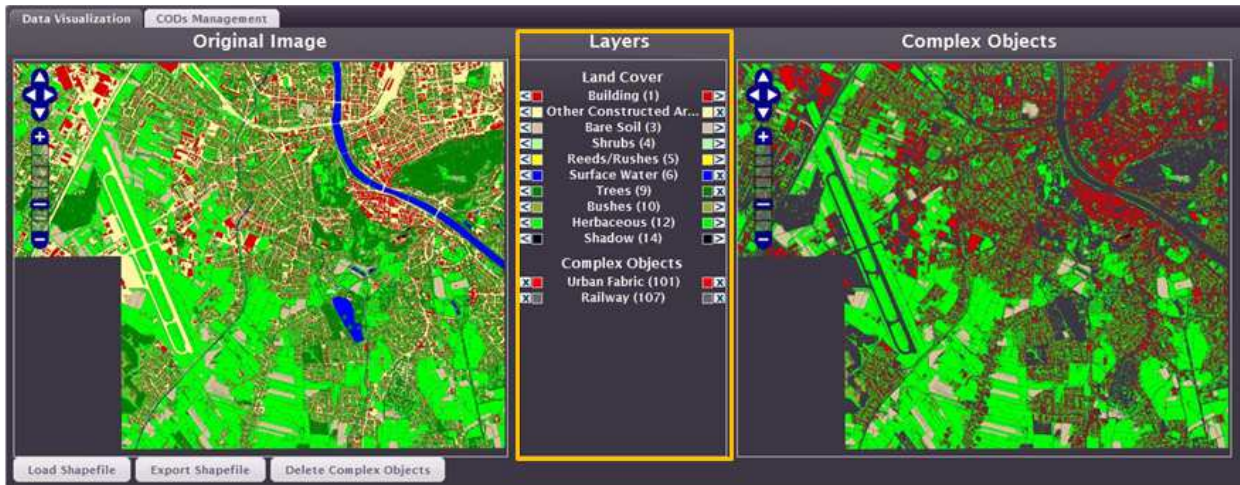 Data Visualization CODs Management
Original Image Layers Complex Objects
Land Cover
< Building (1) >
< Other Constructed Ar... x
< Bare Soil (3) >
< Shrubs (4) >
< Reeds/Rushes (5) >
< Surface Water (6) x
< Trees (9) x
< Bushes (10) >
< Herbaceous (12) >
< Shadow (14) >
Complex Objects
x Urban Fabric (101) x
x Railway (107) x
Load Shapefile Export Shapefile Delete Complex Objects